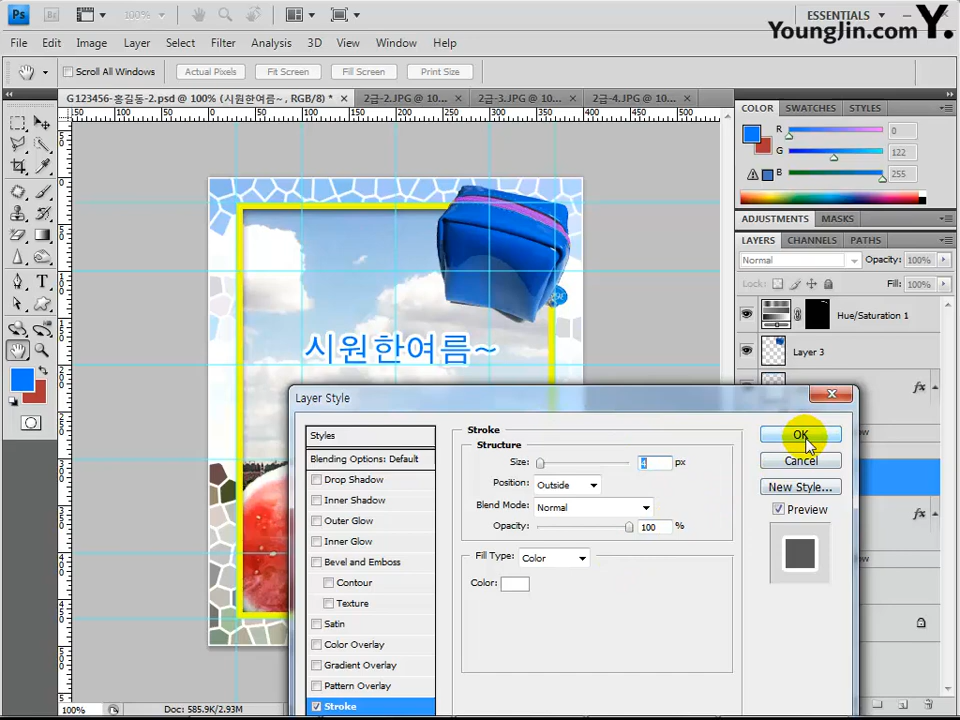 Ps Br 100% ESSENTIALS
YoungJin.com Y.
File Edit Image Layer Select Filter Analysis 3D View Window Help
Scroll All Windows Actual Pixels Fit Screen Fill Screen Print Size
G123456-홍길동-2.psd @ 100% (시원한여름~, RGB/8) * × 2급-2.JPG @ 10... × 2급-3.JPG @ 10... × 2급-4.JPG @ 10... ×
COLOR SWATCHES STYLES
R 0
G 122
B 255
ADJUSTMENTS MASKS
LAYERS CHANNELS PATHS
Normal Opacity: 100%
Lock: Fill: 100%
Hue/Saturation 1
Layer 3
fx
시원한여름~
Layer Style
Styles
Blending Options: Default
Drop Shadow
Inner Shadow
Outer Glow
Inner Glow
Bevel and Emboss
Contour
Texture
Satin
Color Overlay
Gradient Overlay
Pattern Overlay
Stroke
Stroke
Structure
Size: 4 px
Position: Outside
Blend Mode: Normal
Opacity: 100 %
Fill Type: Color
Color:
OK
Cancel
New Style...
Preview
fx
100% Doc: 585.9K/2.93M